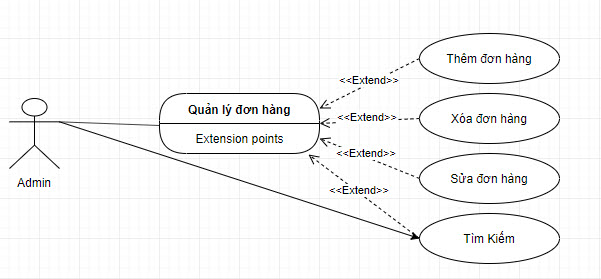 Thêm đơn hàng
<<Extend>>
Quản lý đơn hàng
Xóa đơn hàng
<<Extend>>
Extension points
<<Extend>>
Admin
Sửa đơn hàng
<<Extend>>
Tìm Kiếm